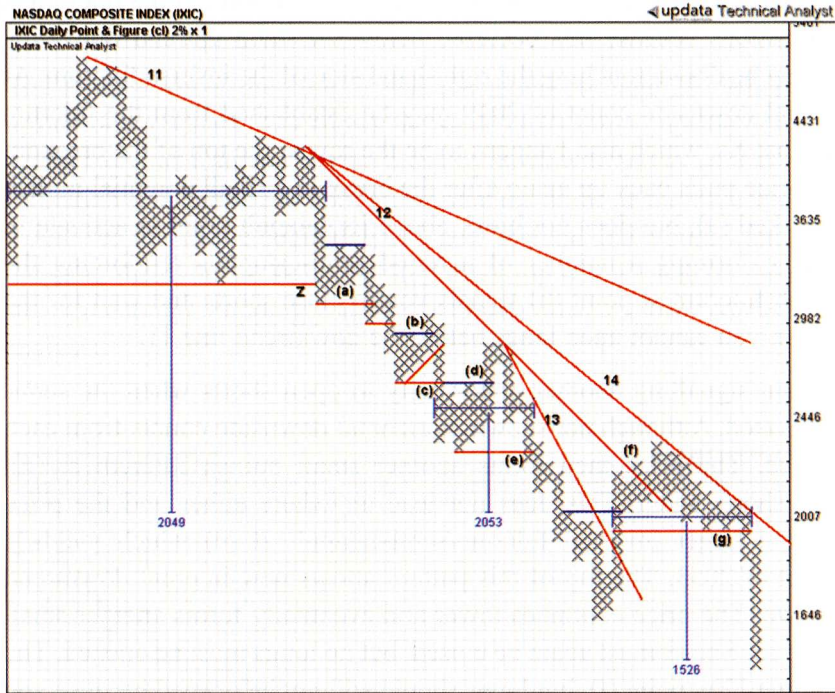 NASDAQ COMPOSITE INDEX (IXIC)
updata Technical Analyst
IXIC Daily Point & Figure (cl) 2% x 1
Updata Technical Analyst
11
4431
12
3635
Z
(a)
(b)
2982
(c)
(d)
14
13
2446
(e)
(f)
2049
2053
2007
(g)
1646
1526